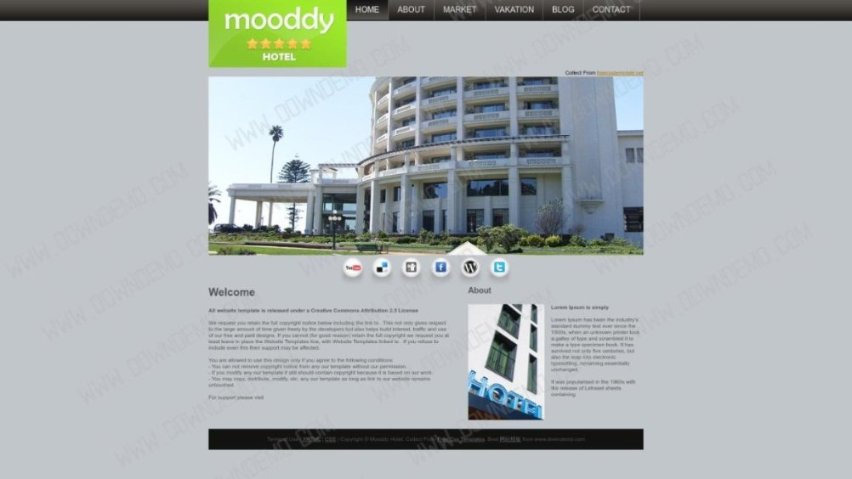 mooddy
HOTEL
HOME
ABOUT
MARKET
VAKATION
BLOG
CONTACT
Collect From
Welcome
All website template is released under a Creative Commons Attribution 2.5 License
We request you retain the full copyright notice below including the link to . This not only gives respect
to the large amount of time given freely by the developers but also helps build interest, traffic and use
of our free and paid designs. If you cannot (for good reason) retain the full copyright we request you at
least leave in place the Website Templates line, with Website Templates linked to . If you refuse to
include even this then support may be affected.
You are allowed to use this design only if you agree to the following conditions:
- You can not remove copyright notice from any our template without our permission.
- If you modify any our template it still should contain copyright because it is based on our work.
- You may copy, distribute, modify, etc. any our template as long as link to our website remains
untouched.
For support please visit
About
Lorem Ipsum is simply
Lorem Ipsum has been the industry's
standard dummy text ever since the
1500s, when an unknown printer took
a galley of type and scrambled it to
make a type specimen book. It has
survived not only five centuries, but
also the leap into electronic
typesetting, remaining essentially
unchanged.
It was popularised in the 1960s with
the release of Letraset sheets
containing
HOTEL
Terms of Use | XHTML | CSS | Copyright © Mooddy Hotel. Collect From
from www.downdemo.com
WWW.DOWNDEMO.COM